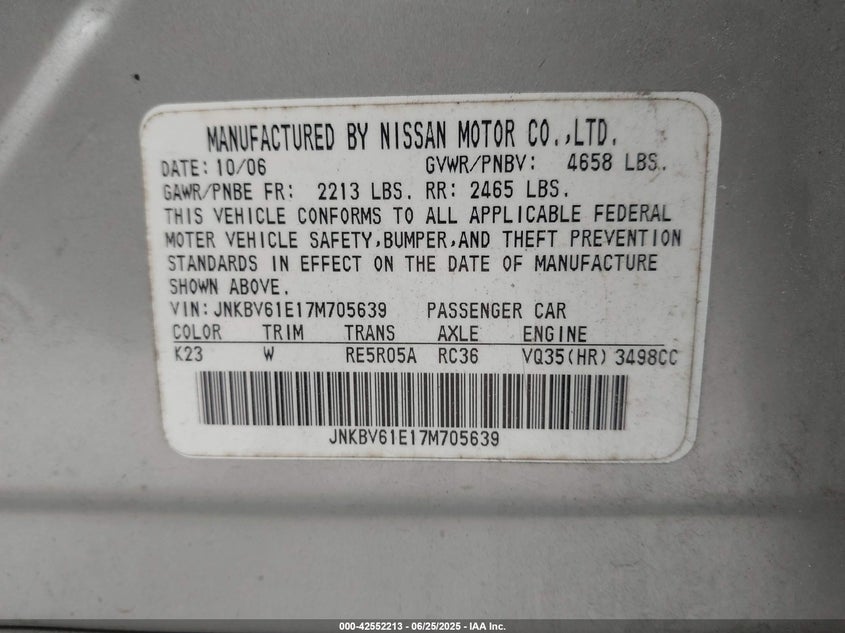 MANUFACTURED BY NISSAN MOTOR CO.,LTD.
DATE: 10/06 GVWR/PNBV: 4658 LBS.
GAWR/PNBE FR: 2213 LBS. RR: 2465 LBS.
THIS VEHICLE CONFORMS TO ALL APPLICABLE FEDERAL
MOTER VEHICLE SAFETY,BUMPER,AND THEFT PREVENTION
STANDARDS IN EFFECT ON THE DATE OF MANUFACTURE
SHOWN ABOVE.
VIN: JNKBV61E17M705639 PASSENGER CAR
COLOR TRIM TRANS AXLE ENGINE
K23 W RE5R05A RC36 VQ35(HR) 3498CC
JNKBV61E17M705639
000-42552213 - 06/25/2025 - IAA Inc.